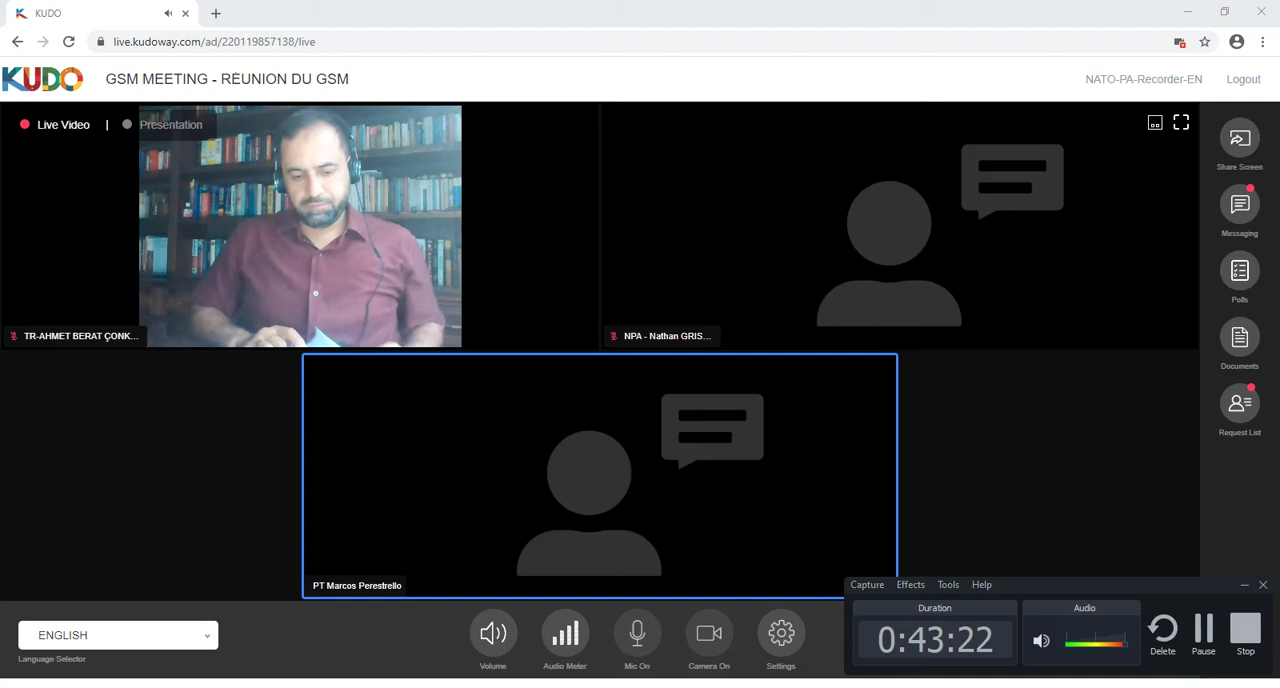 KUDO
live.kudoway.com/ad/220119857138/live
KUDO
GSM MEETING - RÉUNION DU GSM
NATO-PA-Recorder-EN
Logout
Live Video | Presentation
TR-AHMET BERAT ÇONK...
NPA - Nathan GRIS...
PT Marcos Perestrello
Share Screen
Messaging
Polls
Documents
Request List
ENGLISH
Language Selector
Volume
Audio Meter
Mic On
Camera On
Settings
Capture Effects Tools Help
Duration
0:43:22
Audio
Delete
Pause
Stop